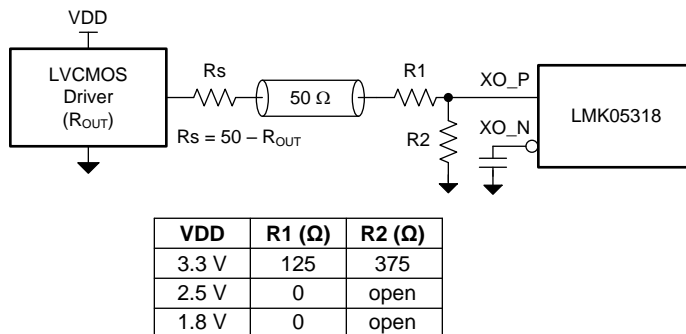 VDD
LVCMOS
Driver
(ROUT)
Rs
50 Ω
Rs = 50 – ROUT
R1
R2
XO_P
XO_N
LMK05318
VDD R1 (Ω) R2 (Ω)
3.3 V 125 375
2.5 V 0 open
1.8 V 0 open